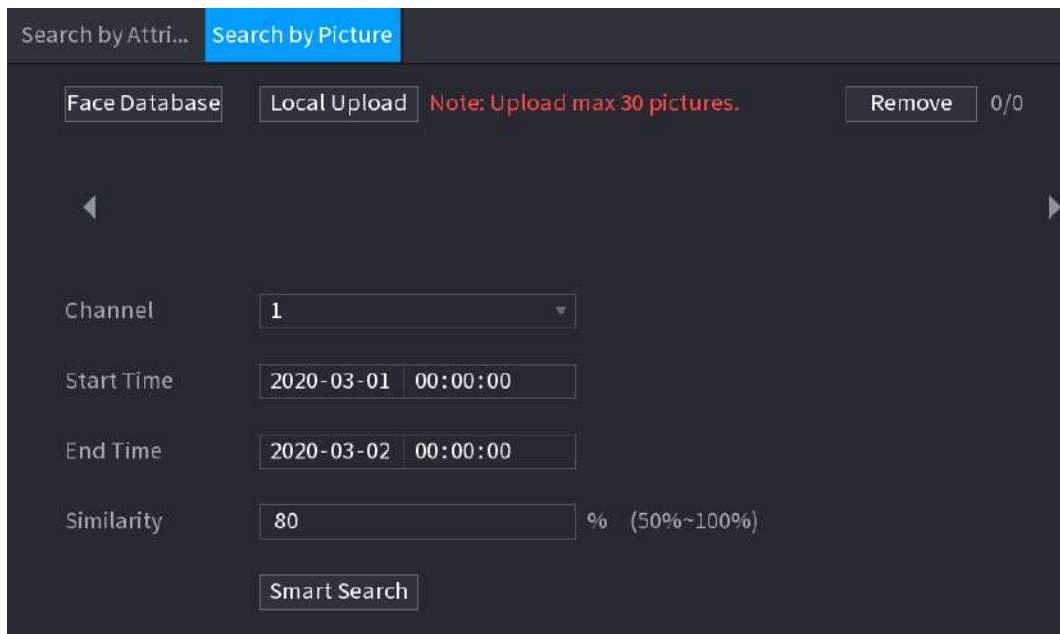 Search by Attri... Search by Picture
Face Database Local Upload Note: Upload max 30 pictures. Remove 0/0
Channel 1
Start Time 2020-03-01 00:00:00
End Time 2020-03-02 00:00:00
Similarity 80 % (50%~100%)
Smart Search